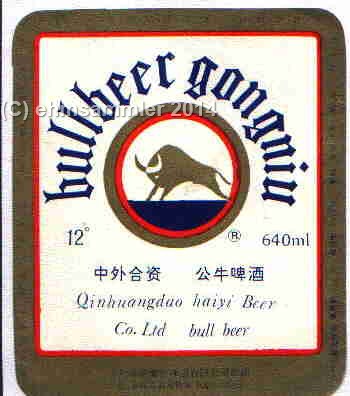 bullbeer gongniu
(C) ehlnsammler 2014
12° ® 640ml
中外合资 公牛啤酒
Qinhuangdao haiyi Beer
Co. Ltd bull beer